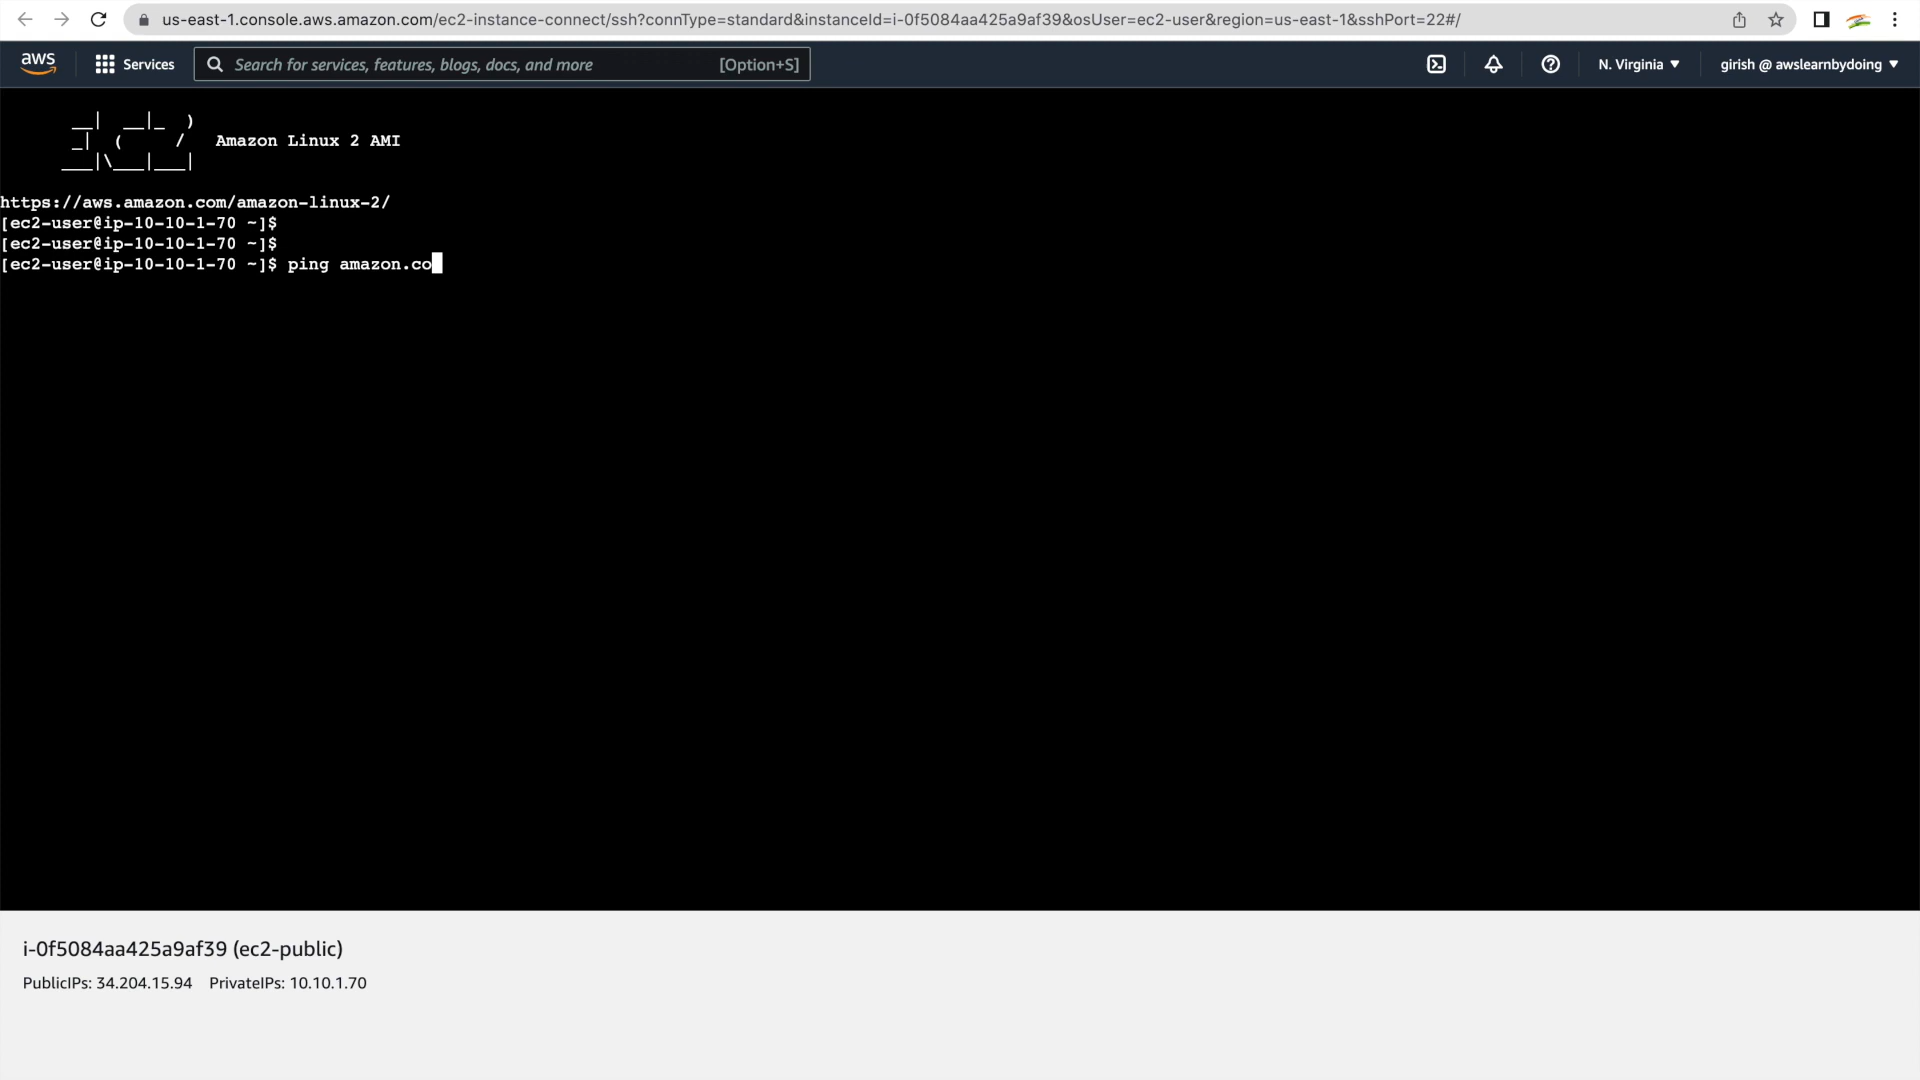 us-east-1.console.aws.amazon.com/ec2-instance-connect/ssh?connType=standard&instanceId=i-0f5084aa425a9af39&osUser=ec2-user&region=us-east-1&sshPort=22#/
aws Services Search for services, features, blogs, docs, and more [Option+S] N. Virginia ▼ girish @ awslearnbydoing ▼
__|  __|_  )
_|  (     /   Amazon Linux 2 AMI
___|\___|___|
https://aws.amazon.com/amazon-linux-2/
[ec2-user@ip-10-10-1-70 ~]$
[ec2-user@ip-10-10-1-70 ~]$
[ec2-user@ip-10-10-1-70 ~]$ ping amazon.co
i-0f5084aa425a9af39 (ec2-public)
PublicIPs: 34.204.15.94 PrivateIPs: 10.10.1.70